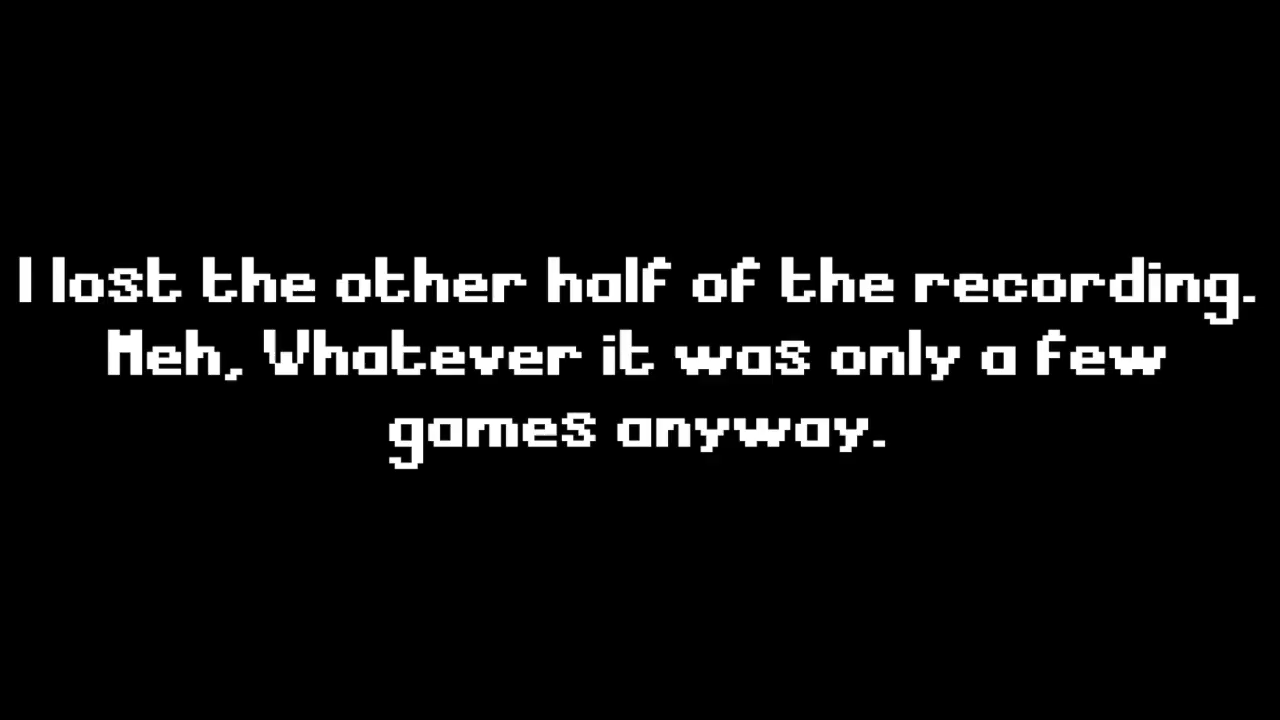 I lost the other half of the recording.
Meh, Whatever it was only a few
games anyway.